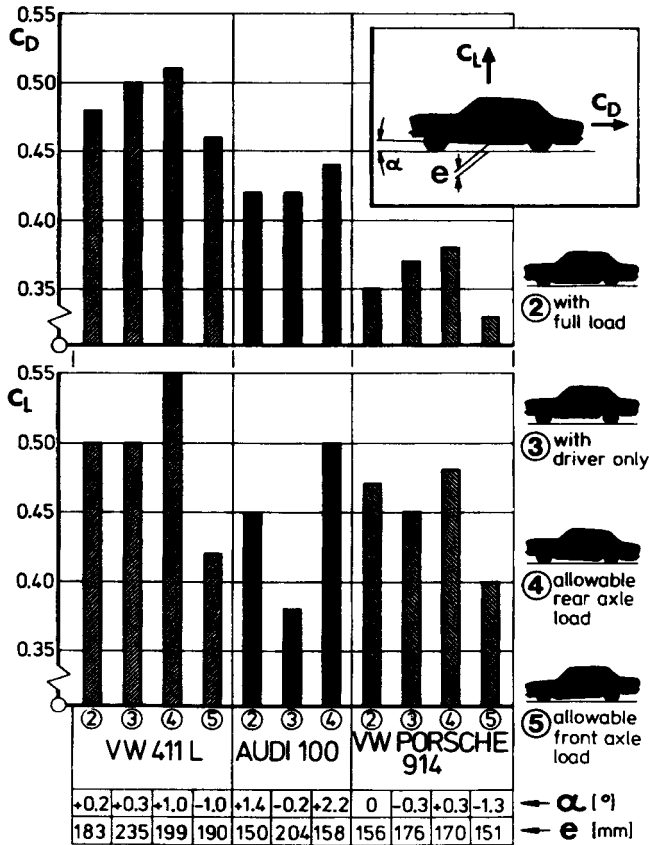 C_D
0.55
0.50
0.45
0.40
0.35
C_L
C_D
α
e
② with
full load
C_L
0.55
0.50
0.45
0.40
0.35
③ with
driver only
④ allowable
rear axle
load
⑤ allowable
front axle
load
② ③ ④ ⑤ ② ③ ④ ② ③ ④ ⑤
VW 411 L AUDI 100 VW PORSCHE
914
+0.2 +0.3 +1.0 -1.0 +1.4 -0.2 +2.2 0 -0.3 +0.3 -1.3 ← α [°]
183 235 199 190 150 204 158 156 176 170 151 ← e [mm]